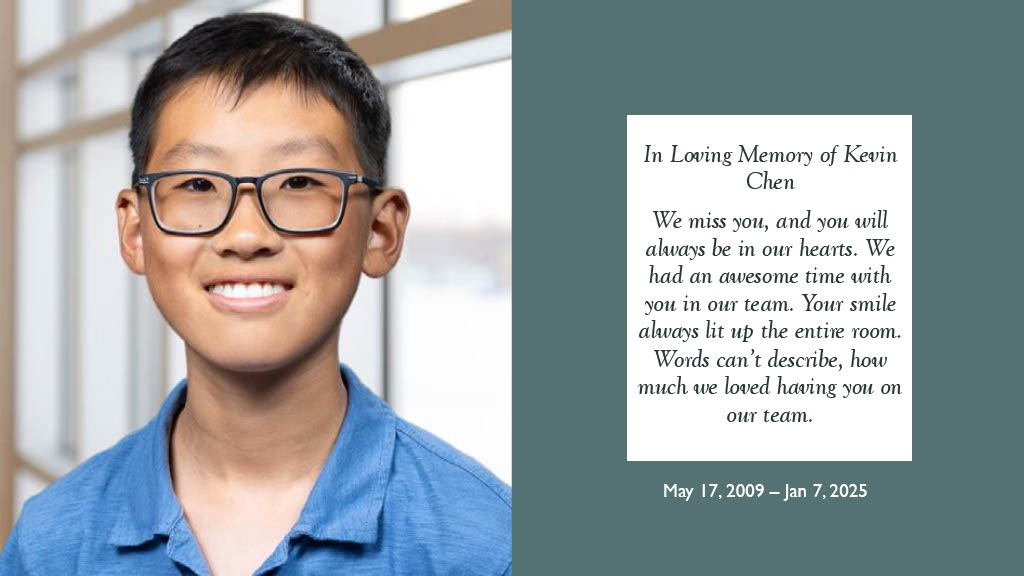 In Loving Memory of Kevin
Chen
We miss you, and you will
always be in our hearts. We
had an awesome time with
you in our team. Your smile
always lit up the entire room.
Words can’t describe, how
much we loved having you on
our team.
May 17, 2009 – Jan 7, 2025